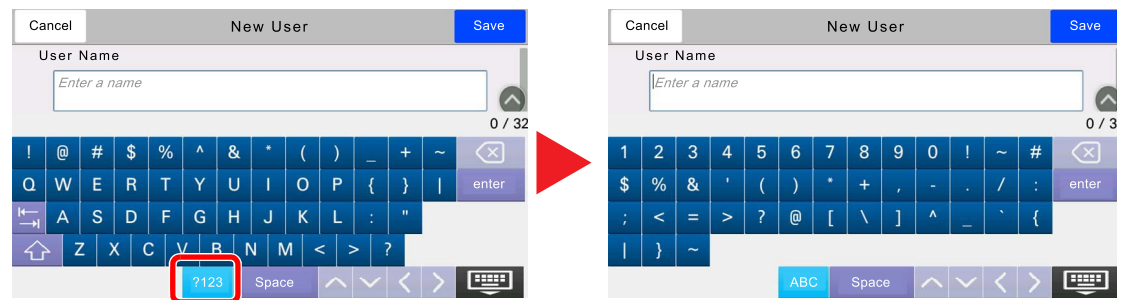 Cancel New User Save
User Name
Enter a name
0 / 32
! @ # $ % ^ & * ( ) _ + ~
Q W E R T Y U I O P { } | enter
A S D F G H J K L : "
Z X C V B N M < > ?
?123 Space
Cancel New User Save
User Name
Enter a name
0 / 3
1 2 3 4 5 6 7 8 9 0 ! ~ #
$ % & ' ( ) * + , - . / : enter
; < = > ? @ [ \ ] ^ _ ` {
| } ~
ABC Space